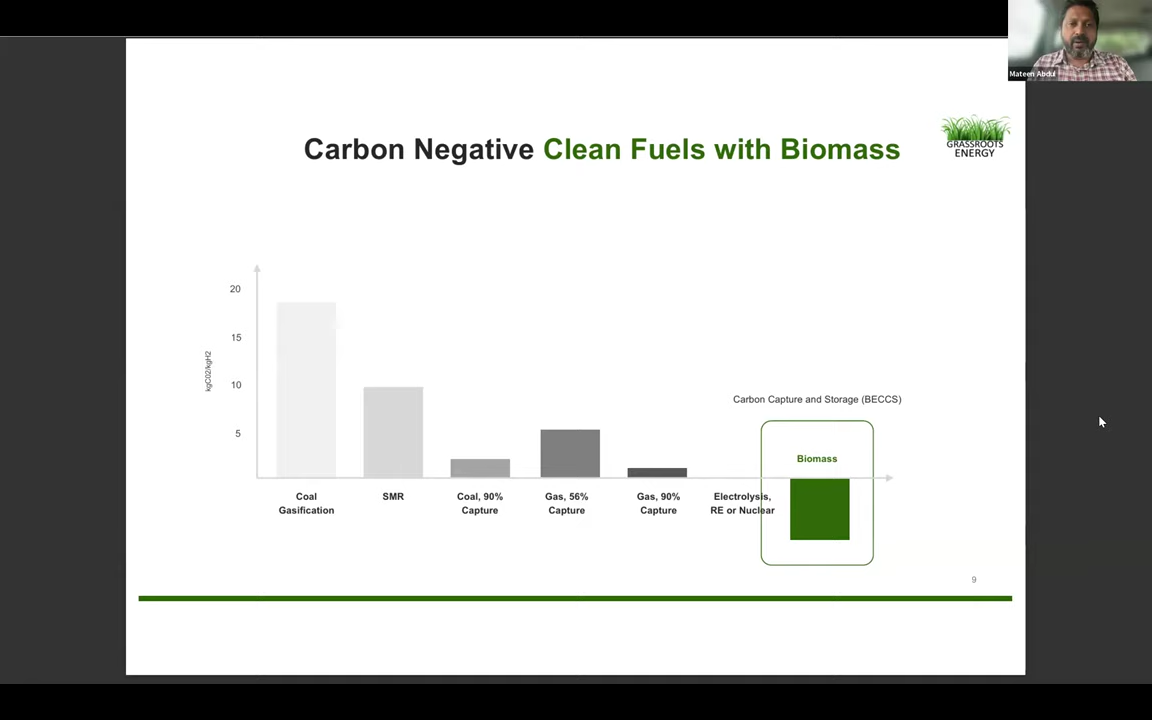 Mateen Abdul
Carbon Negative Clean Fuels with Biomass
GRASSROOTS
ENERGY
20
15
10
5
kgC02/kgH2
Carbon Capture and Storage (BECCS)
Biomass
Coal
Gasification
SMR
Coal, 90%
Capture
Gas, 56%
Capture
Gas, 90%
Capture
Electrolysis,
RE or Nuclear
9